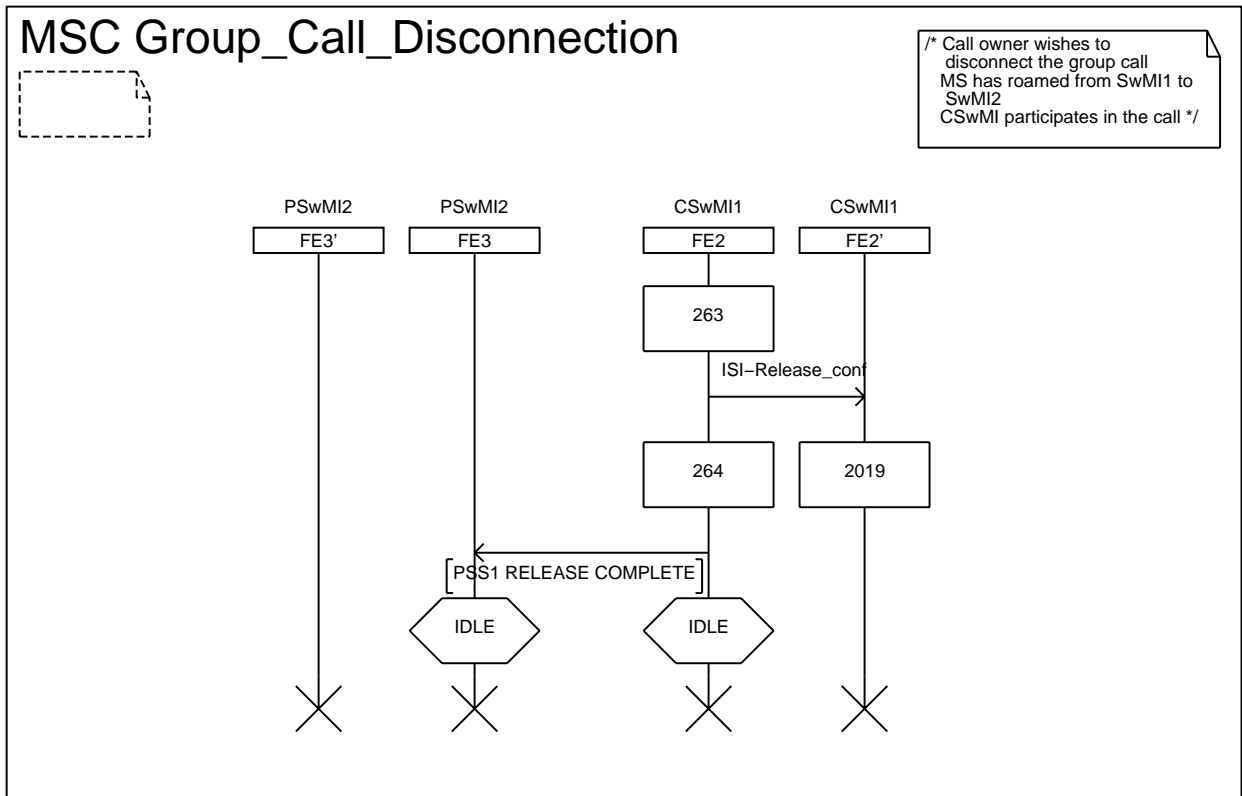 MSC Group_Call_Disconnection
/* Call owner wishes to
disconnect the group call
MS has roamed from SwMI1 to
SwMI2
CSwMI participates in the call */
PSwMI2 PSwMI2 CSwMI1 CSwMI1
FE3’ FE3 FE2 FE2’
263
ISI−Release_conf
264 2019
PSS1 RELEASE COMPLETE
IDLE IDLE